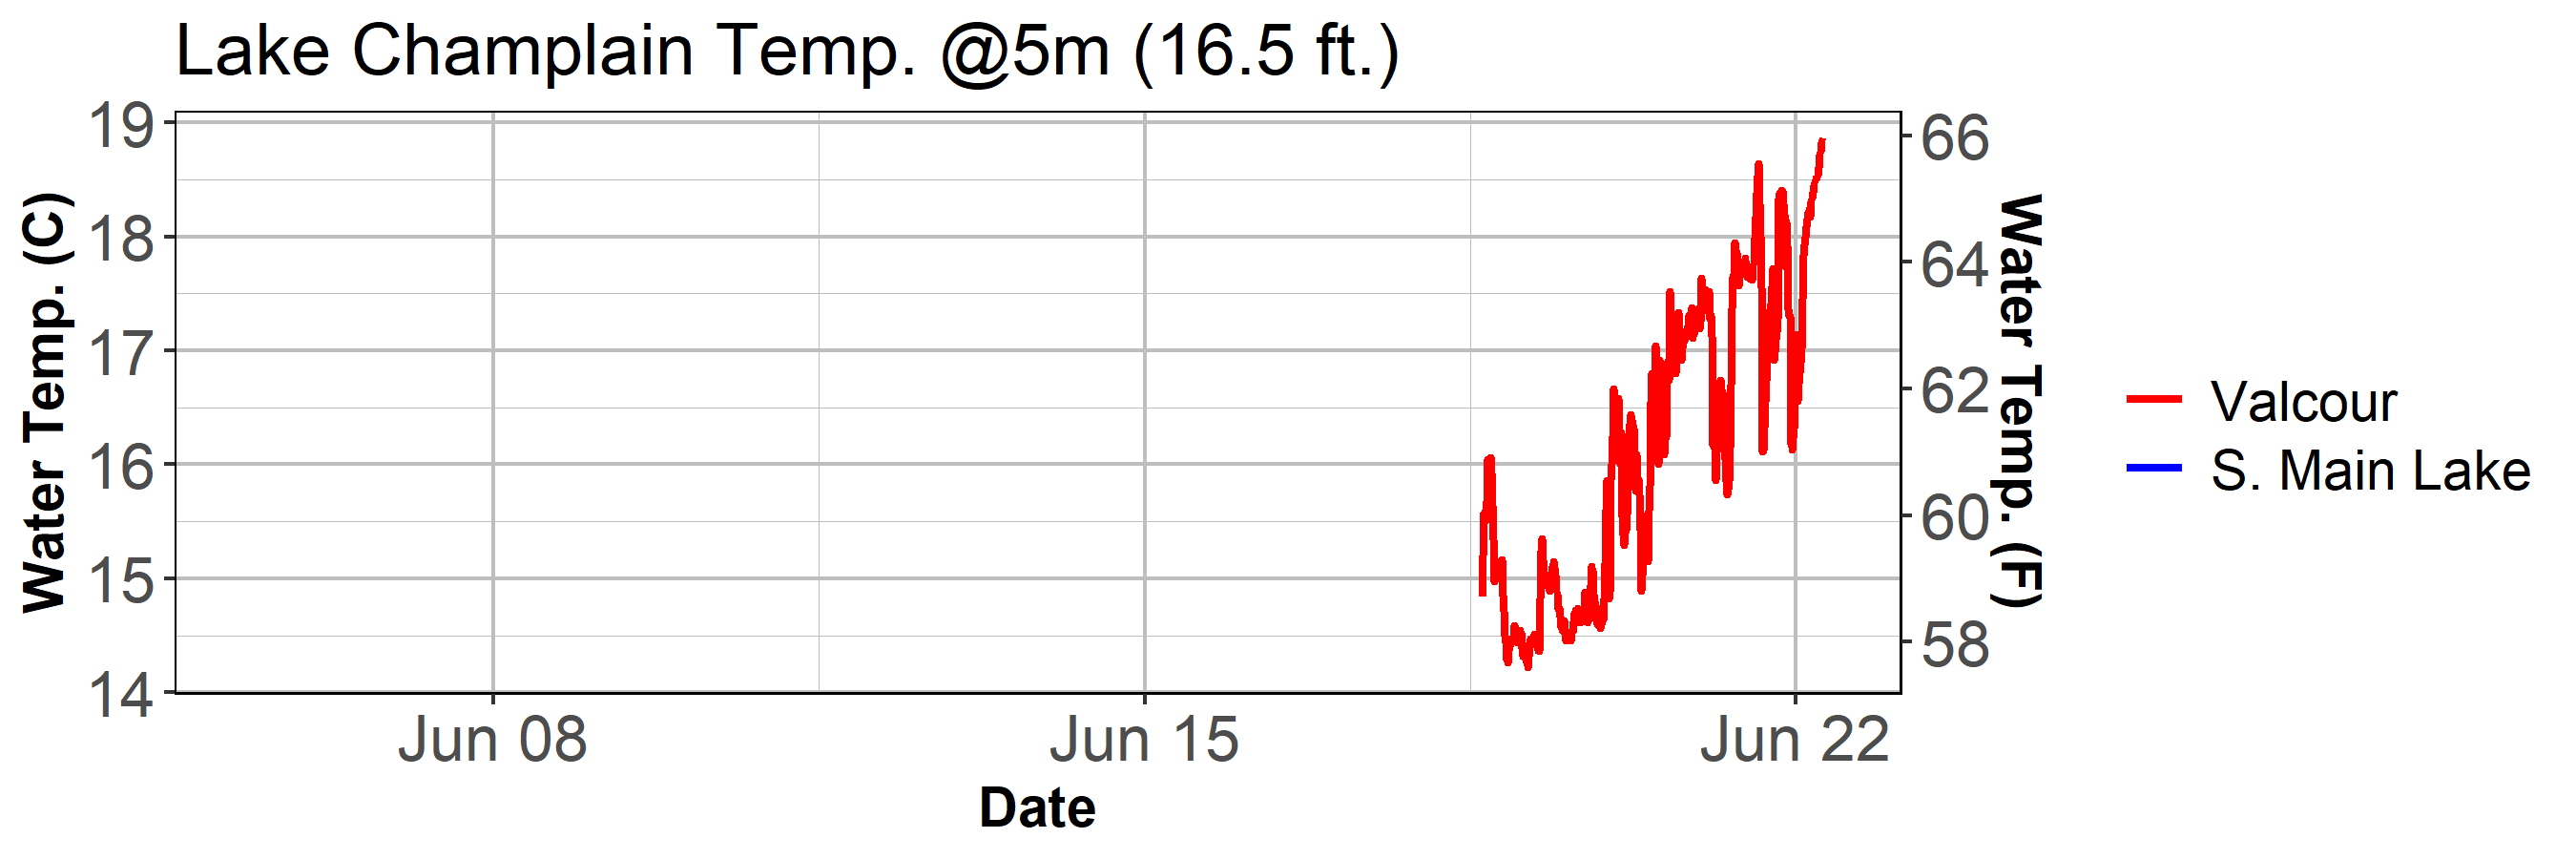 Lake Champlain Temp. @5m (16.5 ft.)
19
18
17
16
15
14
Water Temp. (C)
66
64
62
60
58
Water Temp. (F)
Jun 08
Jun 15
Jun 22
Date
Valcour
S. Main Lake